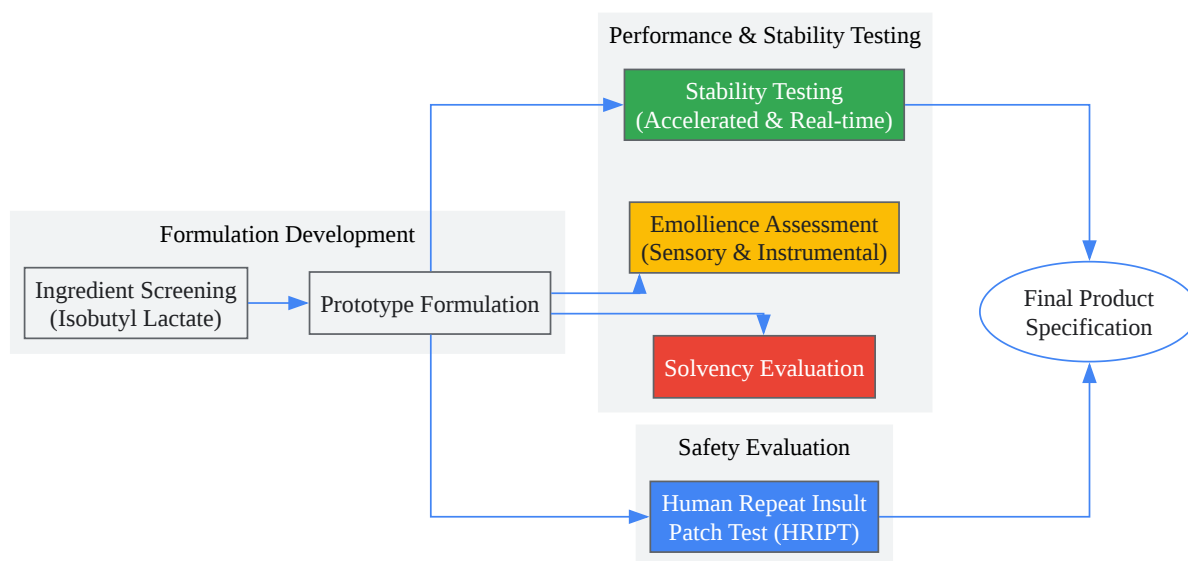 Performance & Stability Testing
Stability Testing
(Accelerated & Real-time)
Emollience Assessment
(Sensory & Instrumental)
Solvency Evaluation
Formulation Development
Ingredient Screening
(Isobutyl Lactate)
Prototype Formulation
Final Product
Specification
Safety Evaluation
Human Repeat Insult
Patch Test (HRIPT)